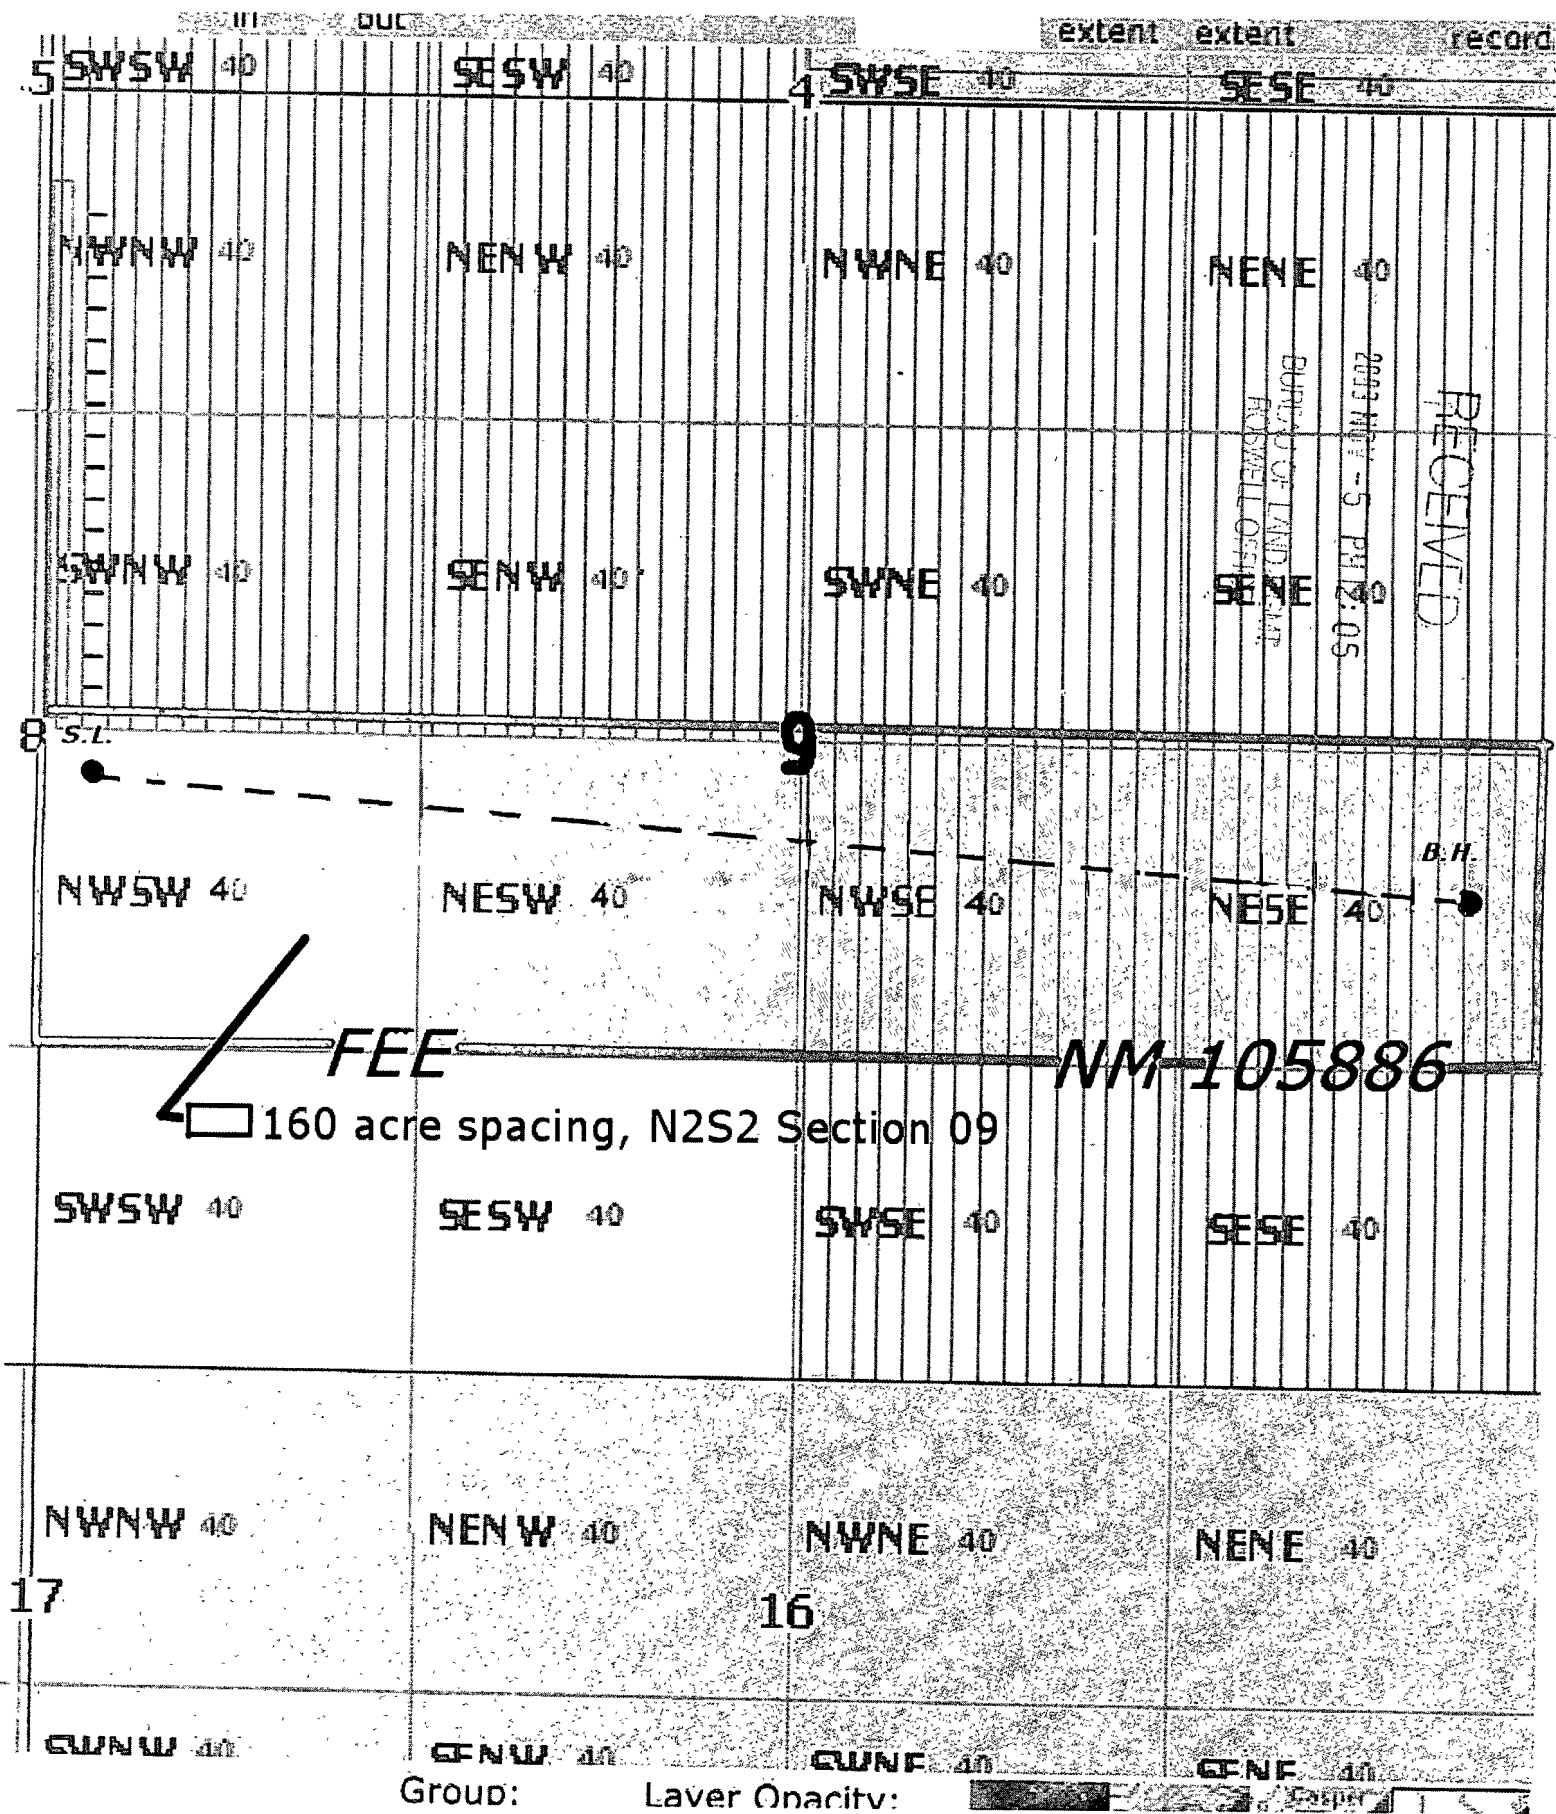 in out extent extent record
5 SWSW 40 SESW 40 4 SWSE 40 SESE 40
NWNW 40 NENW 40 NWNE 40 NENE 40
RECEIVED
2003 NOV -5 PM 2:05
BUREAU OF LAND
ROSWELL
SWNW 40 SENW 40 SWNE 40 SENE 40
8 S.L. 9
B.H.
NWSW 40 NESW 40 NWSE 40 NESE 40
FEE NM 105886
160 acre spacing, N2S2 Section 09
SWSW 40 SESW 40 SWSE 40 SESE 40
NWNW 40 NENW 40 NWNE 40 NENE 40
17 16
SWNW 40 SENW 40 SWNE 40 SENE 40
Group: Layer Opacity: Casper